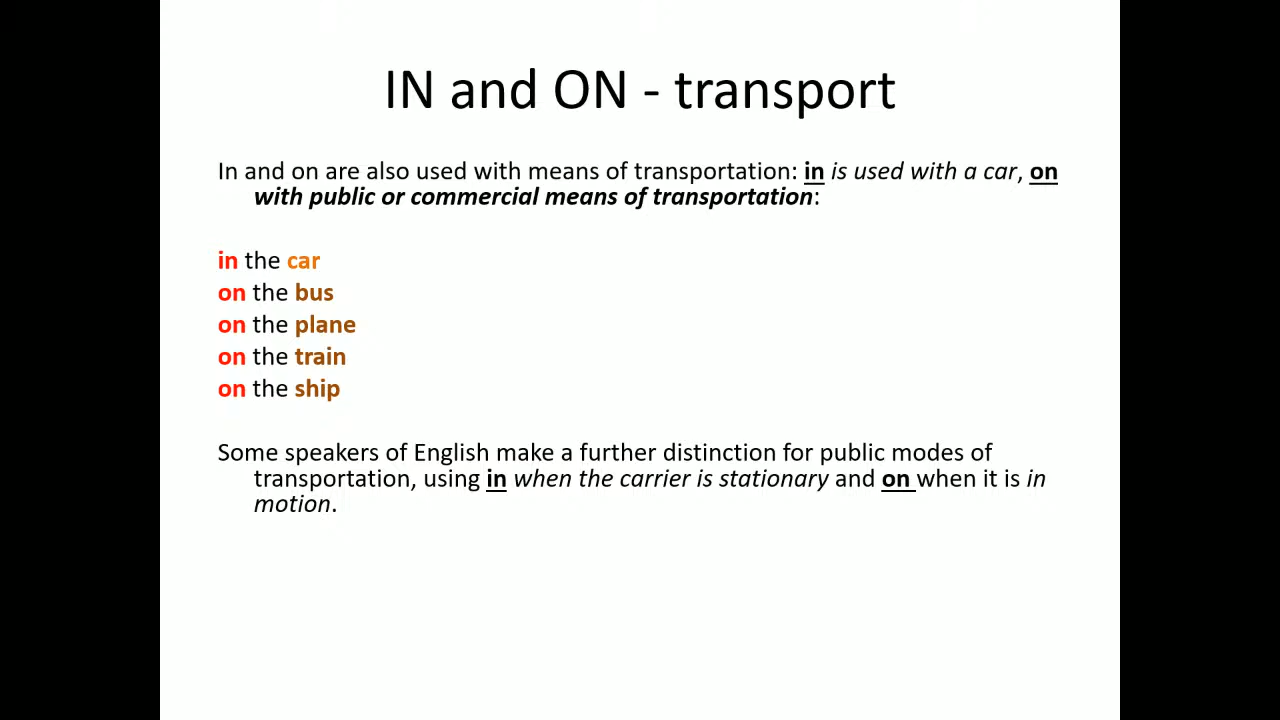 IN and ON - transport
In and on are also used with means of transportation: in is used with a car, on
with public or commercial means of transportation:
in the car
on the bus
on the plane
on the train
on the ship
Some speakers of English make a further distinction for public modes of
transportation, using in when the carrier is stationary and on when it is in
motion.